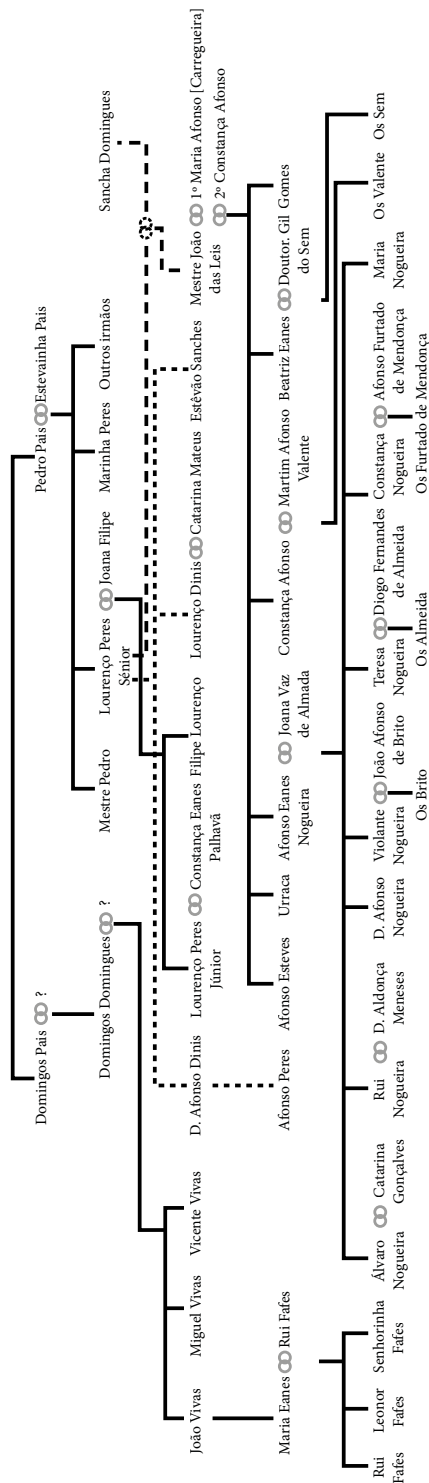 Domingos Pais ?
Pedro Pais Estevainha Pais
Domingos Domingues ?
Mestre Pedro
Lourenço Peres
Sénior
Joana Filipe
Marinha Peres
Outros irmãos
Sancha Domingues
João Vivas
Miguel Vivas
Vicente Vivas
D. Afonso Dinis
Lourenço Peres
Júnior
Constança Eanes
Palhavã
Filipe Lourenço
Lourenço Dinis Catarina Mateus
Estêvão Sanches
Mestre João
das Leis
1º Maria Afonso [Carregueira]
2º Constança Afonso
Maria Eanes Rui Fafes
Afonso Peres
Afonso Esteves
Urraca
Afonso Eanes
Nogueira
Joana Vaz
de Almada
Constança Afonso
Martim Afonso
Valente
Beatriz Eanes
Doutor. Gil Gomes
do Sem
Rui
Fafes
Leonor
Fafes
Senhorinha
Fafes
Álvaro
Nogueira
Catarina
Gonçalves
Rui
Nogueira
D. Aldonça
Meneses
D. Afonso
Nogueira
Violante
Nogueira
João Afonso
de Brito
Os Brito
Teresa
Nogueira
Diogo Fernandes
de Almeida
Os Almeida
Constança
Nogueira
Afonso Furtado
de Mendonça
Os Furtado de Mendonça
Maria
Nogueira
Os Valente
Os Sem